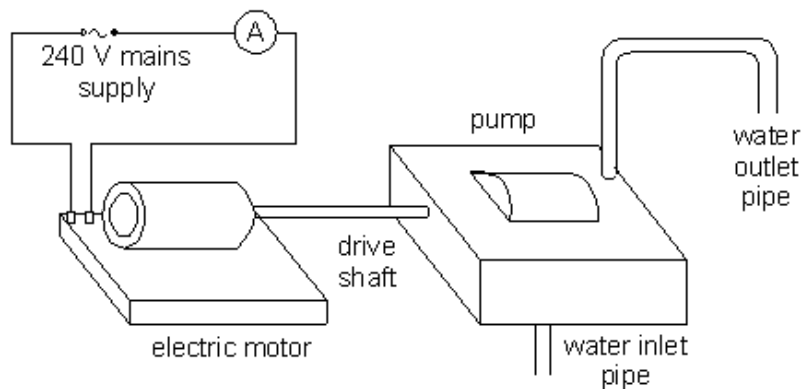 A
240 V mains
supply
pump
water
outlet
pipe
drive
shaft
electric motor
water inlet
pipe